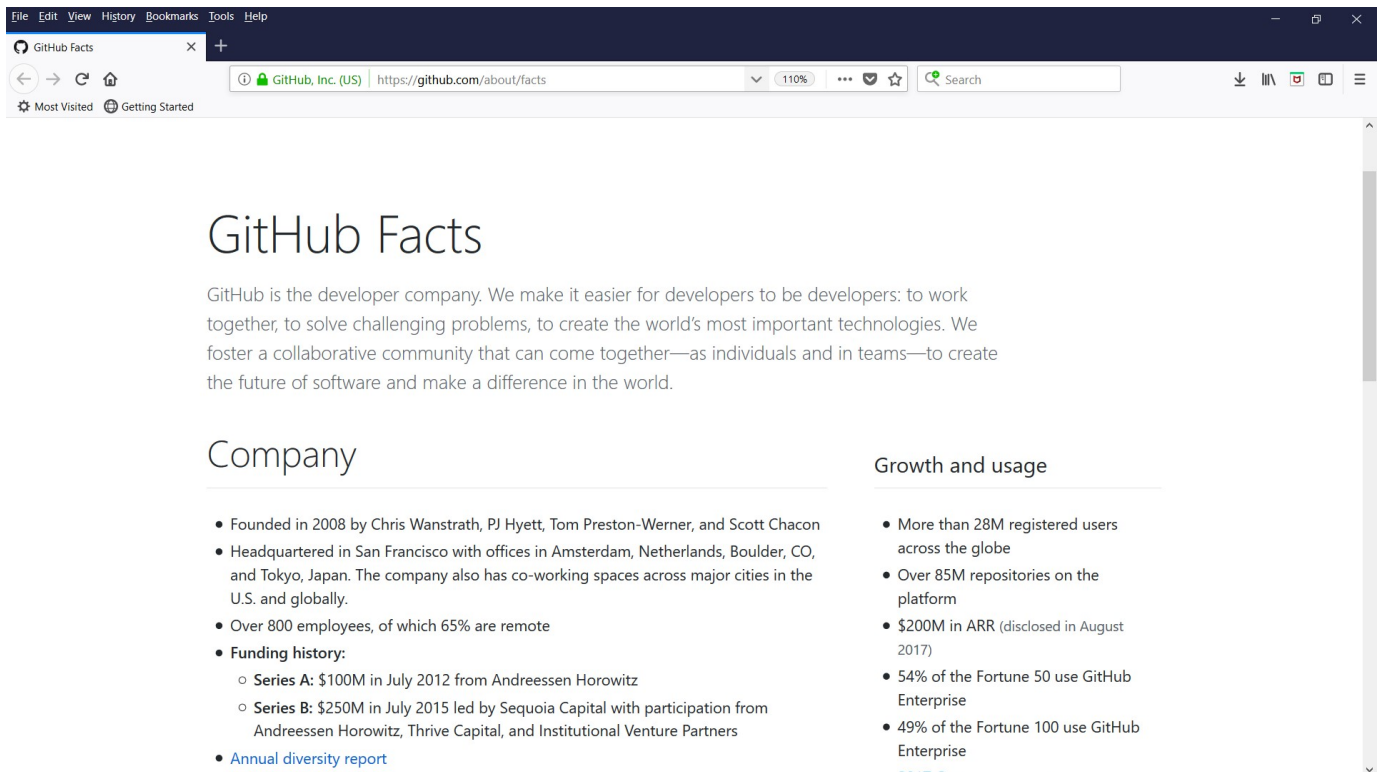 File Edit View History Bookmarks Tools Help
GitHub Facts
GitHub, Inc. (US) https://github.com/about/facts 110% Search
Most Visited Getting Started
GitHub Facts
GitHub is the developer company. We make it easier for developers to be developers: to work
together, to solve challenging problems, to create the world's most important technologies. We
foster a collaborative community that can come together—as individuals and in teams—to create
the future of software and make a difference in the world.
Company
• Founded in 2008 by Chris Wanstrath, PJ Hyett, Tom Preston-Werner, and Scott Chacon
• Headquartered in San Francisco with offices in Amsterdam, Netherlands, Boulder, CO,
and Tokyo, Japan. The company also has co-working spaces across major cities in the
U.S. and globally.
• Over 800 employees, of which 65% are remote
• Funding history:
○ Series A: $100M in July 2012 from Andreessen Horowitz
○ Series B: $250M in July 2015 led by Sequoia Capital with participation from
Andreessen Horowitz, Thrive Capital, and Institutional Venture Partners
• Annual diversity report
Growth and usage
• More than 28M registered users
across the globe
• Over 85M repositories on the
platform
• $200M in ARR (disclosed in August
2017)
• 54% of the Fortune 50 use GitHub
Enterprise
• 49% of the Fortune 100 use GitHub
Enterprise